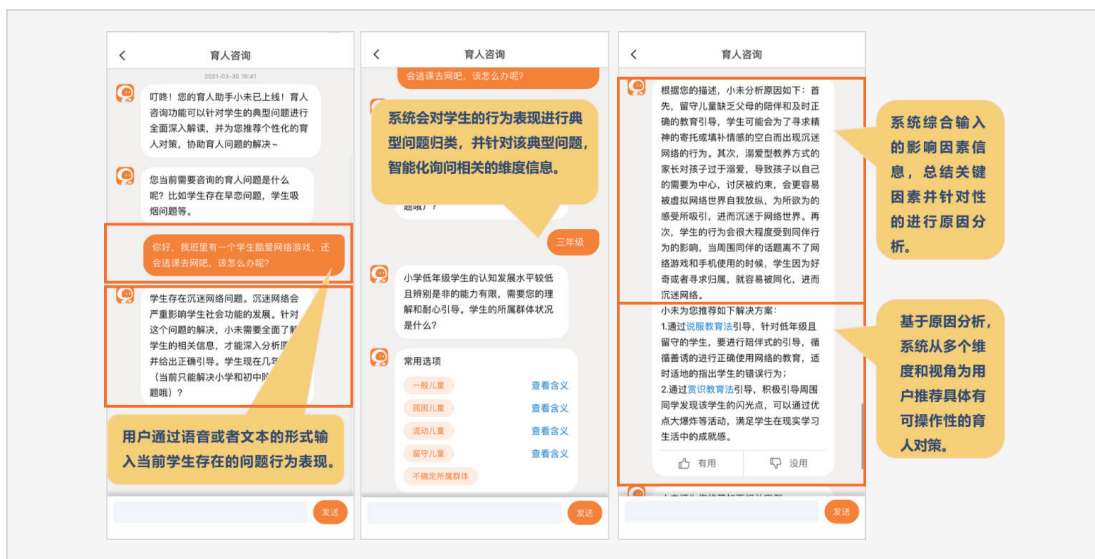 育人咨询
2021-03-30 16:41
叮咚！您的育人助手小未已上线！育人
咨询功能可以针对学生的典型问题进行
全面深入解读，并为您推荐个性化的育
人对策，协助育人问题的解决～
您当前需要咨询的育人问题是什么
呢？比如学生存在早恋问题，学生吸
烟问题等。
你好，我班里有一个学生酷爱网络游戏，还
会逃课去网吧，该怎么办呢？
学生存在沉迷网络问题。沉迷网络会
严重影响学生社会功能的发展。针对
这个问题的解决，小未需要全面了解
学生的相关信息，才能深入分析原
并给出正确引导。学生现在几年
（当前只能解决小学和初中阶
题哦）？
用户通过语音或者文本的形式输
入当前学生存在的问题行为表现。
发送
育人咨询
会逃课去网吧，该怎么办呢？
系统会对学生的行为表现进行典
型问题归类，并针对该典型问题，
智能化询问相关的维度信息。
题哦）？
三年级
小学低年级学生的认知发展水平较低
且辨别是非的能力有限，需要您的理
解和耐心引导。学生的所属群体状况
是什么？
常用选项
一般儿童 查看含义
孤困儿童 查看含义
流动儿童 查看含义
留守儿童 查看含义
不确定所属群体
发送
育人咨询
根据您的描述，小未分析原因如下：首
先，留守儿童缺乏父母的陪伴和及时正
确的教育引导，学生可能会为了寻求精
神的寄托或填补情感的空白而出现沉迷
网络的行为。其次，溺爱型教养方式的
家长对孩子过于溺爱，导致孩子以自己
的需要为中心，讨厌被约束，会更容易
被虚拟网络世界自我放纵，为所欲为的
感受所吸引，进而沉迷于网络世界。再
次，学生的行为会很大程度受到同伴行
为的影响，当周围同伴的话题离不了网
络游戏和手机使用的时候，学生因为好
奇或者寻求归属，就容易被同化，进而
沉迷网络。
小未为您推荐如下解决方案：
1.通过说服教育法引导，针对低年级且
留守的学生，要进行陪伴式的引导，循
循善诱的进行正确使用网络的教育，适
时适地的指出学生的错误行为；
2.通过赏识教育法引导，积极引导周围
同学发现该学生的闪光点，可以通过优
点大爆炸等活动，满足学生在现实学习
生活中的成就感。
有用 没用
发送
系统综合输入
的影响因素信
息，总结关键
因素并针对性
的进行原因分
析。
基于原因分析，
系统从多个维
度和视角为用
户推荐具体有
可操作性的育
人对策。